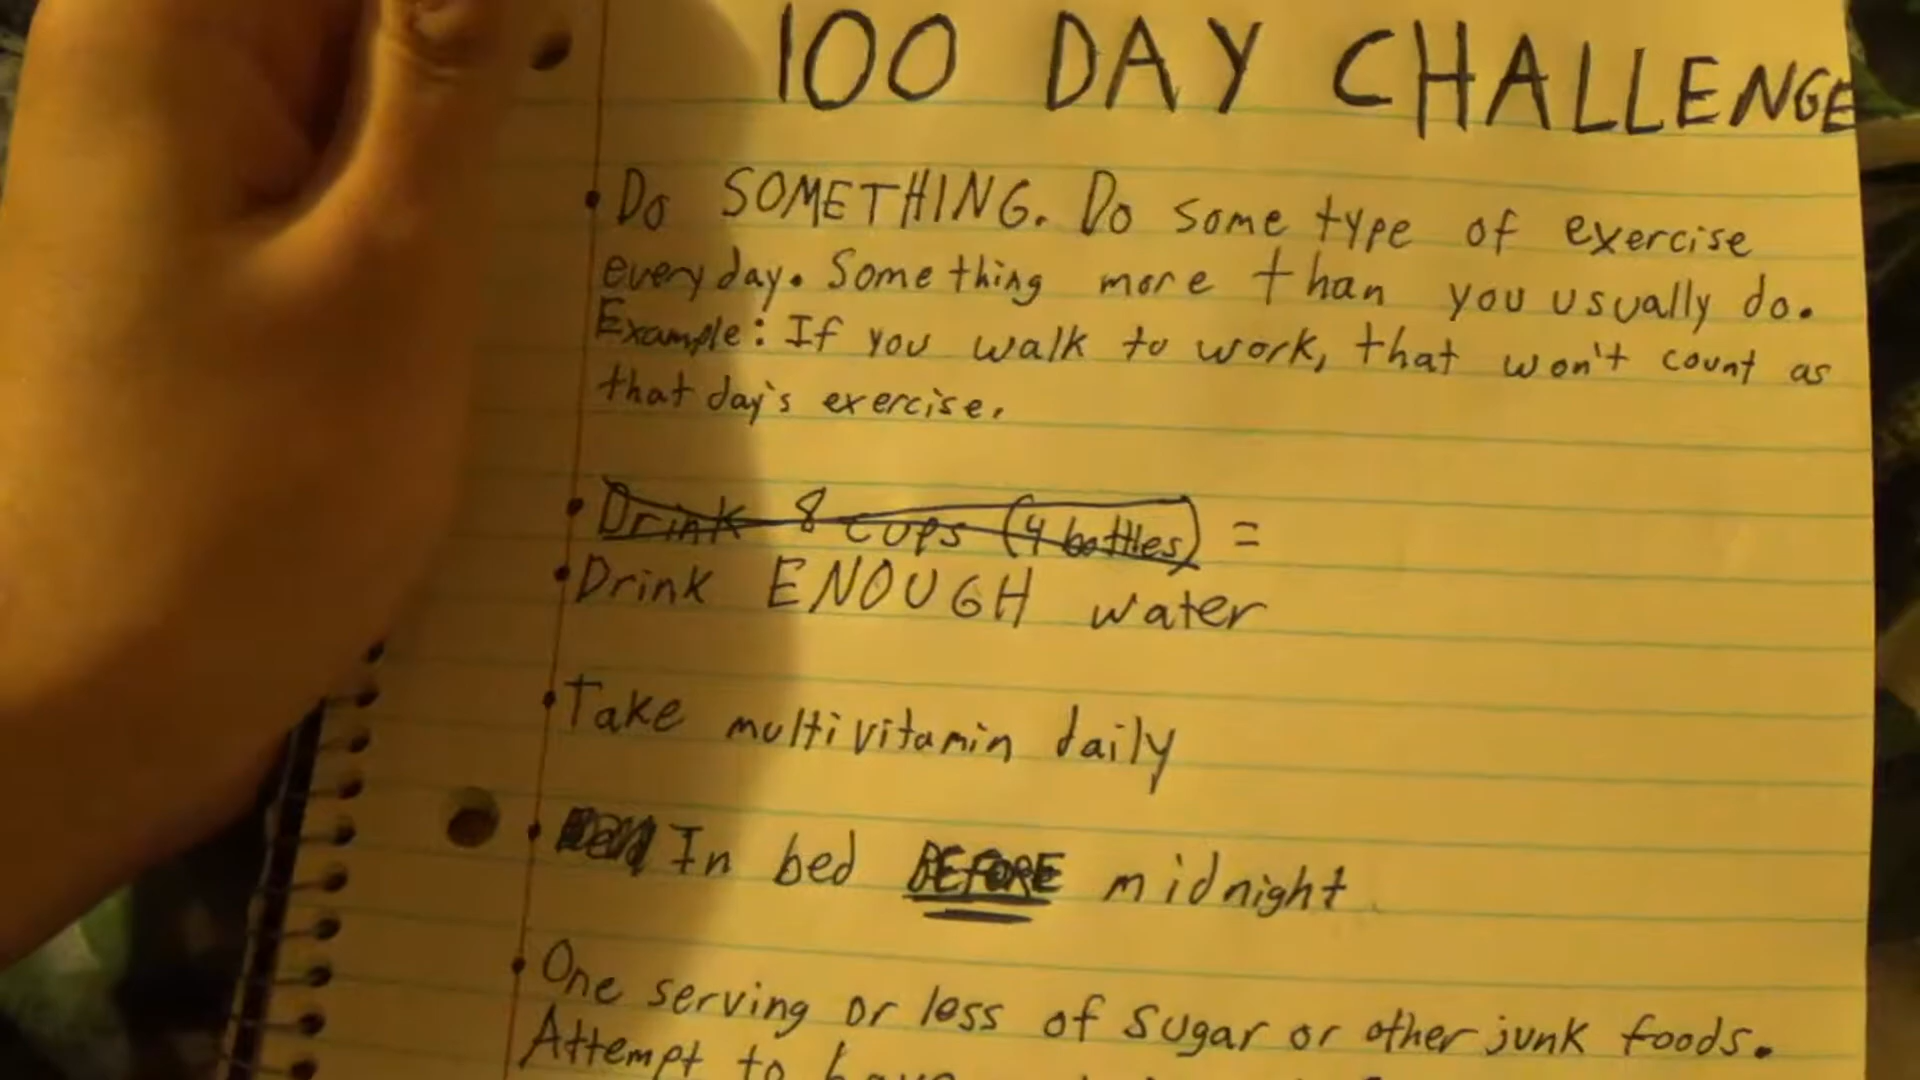 100 DAY CHALLENGE
• Do SOMETHING. Do some type of exercise
everyday. Something more than you usually do.
Example: If you walk to work, that won't count as
that day's exercise.
• Drink 8 cups (4 bottles) =
• Drink ENOUGH water
• Take multivitamin daily
• In bed BEFORE midnight
• One serving or less of sugar or other junk foods.
Attempt to have